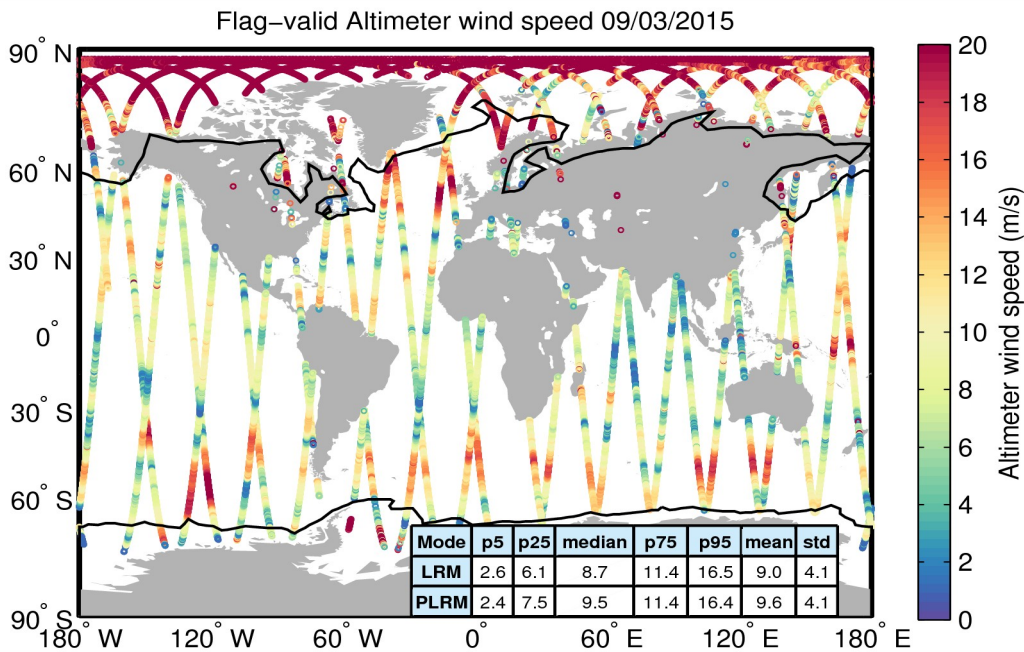 Flag−valid Altimeter wind speed 09/03/2015
90° N
60° N
30° N
0°
30° S
60° S
90° S
180° W
120° W
60° W
0°
60° E
120° E
180° E
Mode p5 p25 median p75 p95 mean std
LRM 2.6 6.1 8.7 11.4 16.5 9.0 4.1
PLRM 2.4 7.5 9.5 11.4 16.4 9.6 4.1
20
18
16
14
12
10
8
6
4
2
0
Altimeter wind speed (m/s)